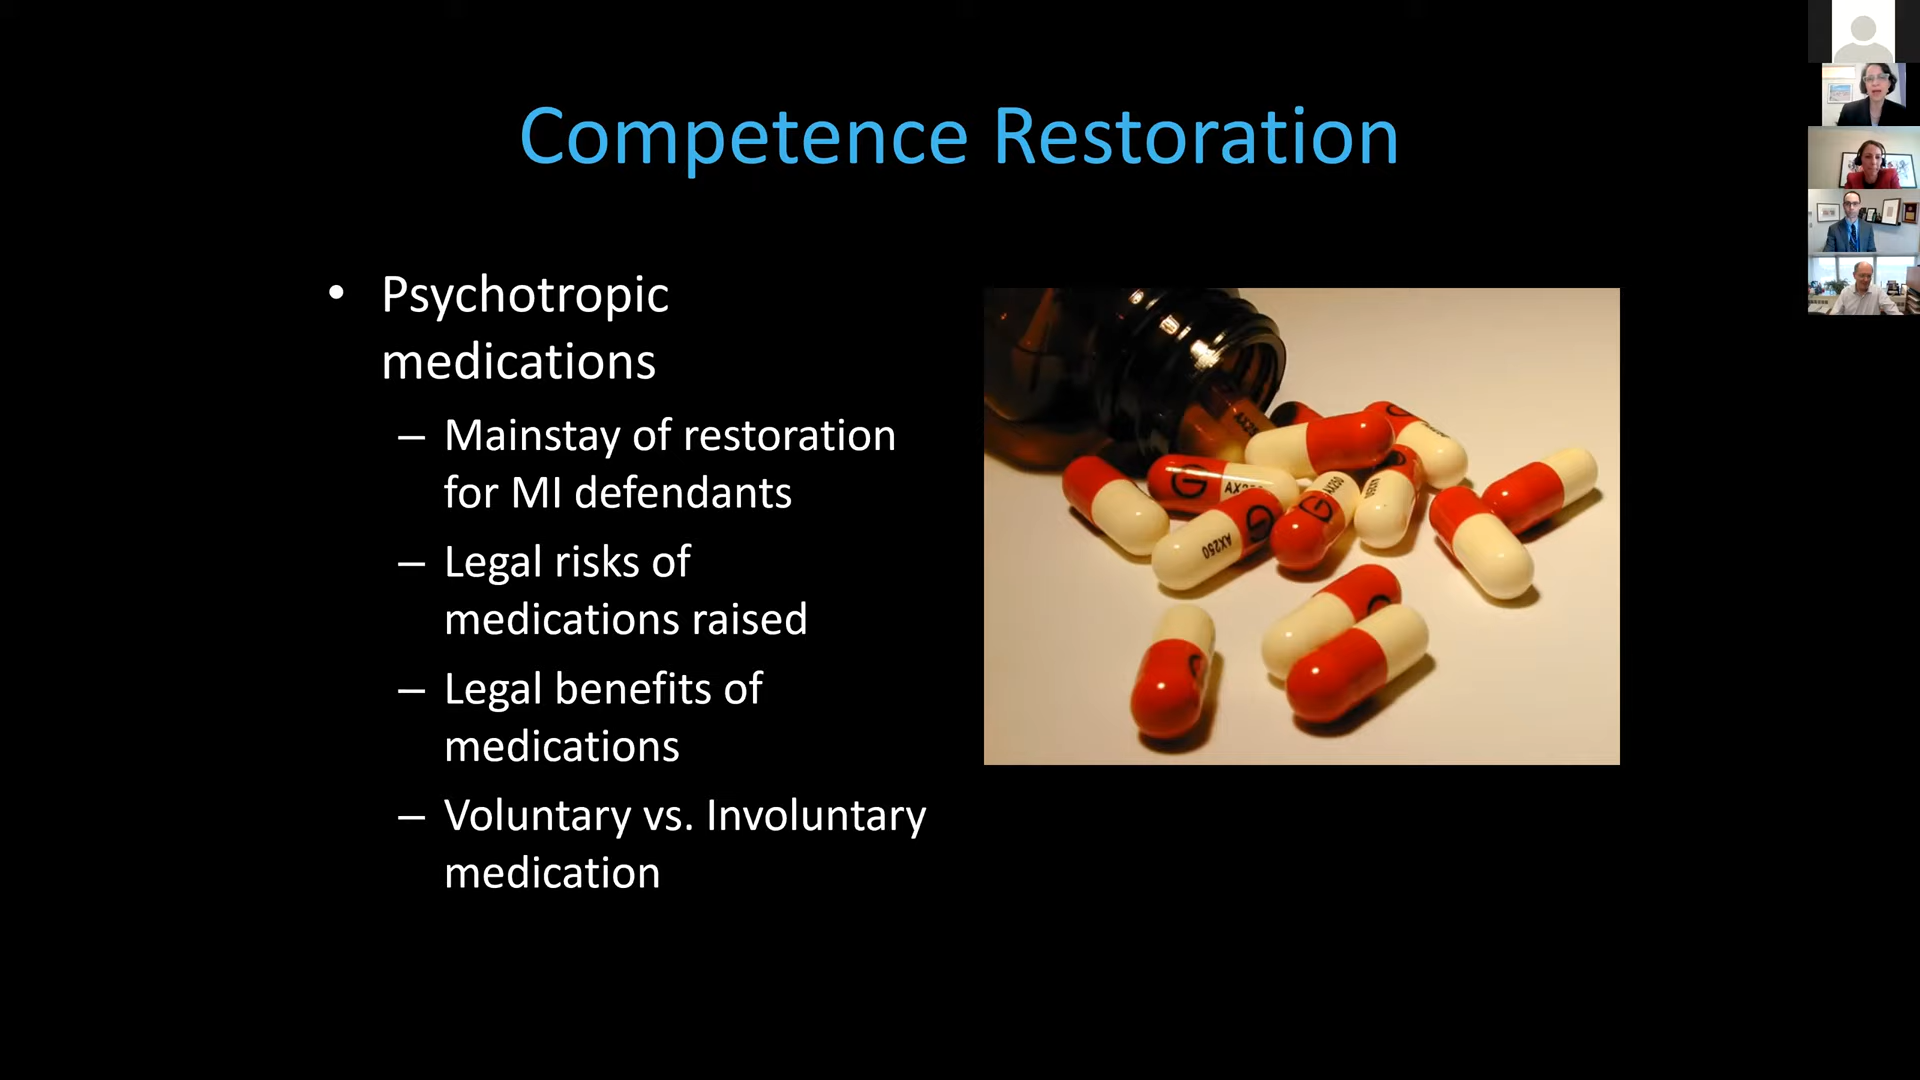 Competence Restoration
• Psychotropic
medications
– Mainstay of restoration
for MI defendants
– Legal risks of
medications raised
– Legal benefits of
medications
– Voluntary vs. Involuntary
medication
AX250